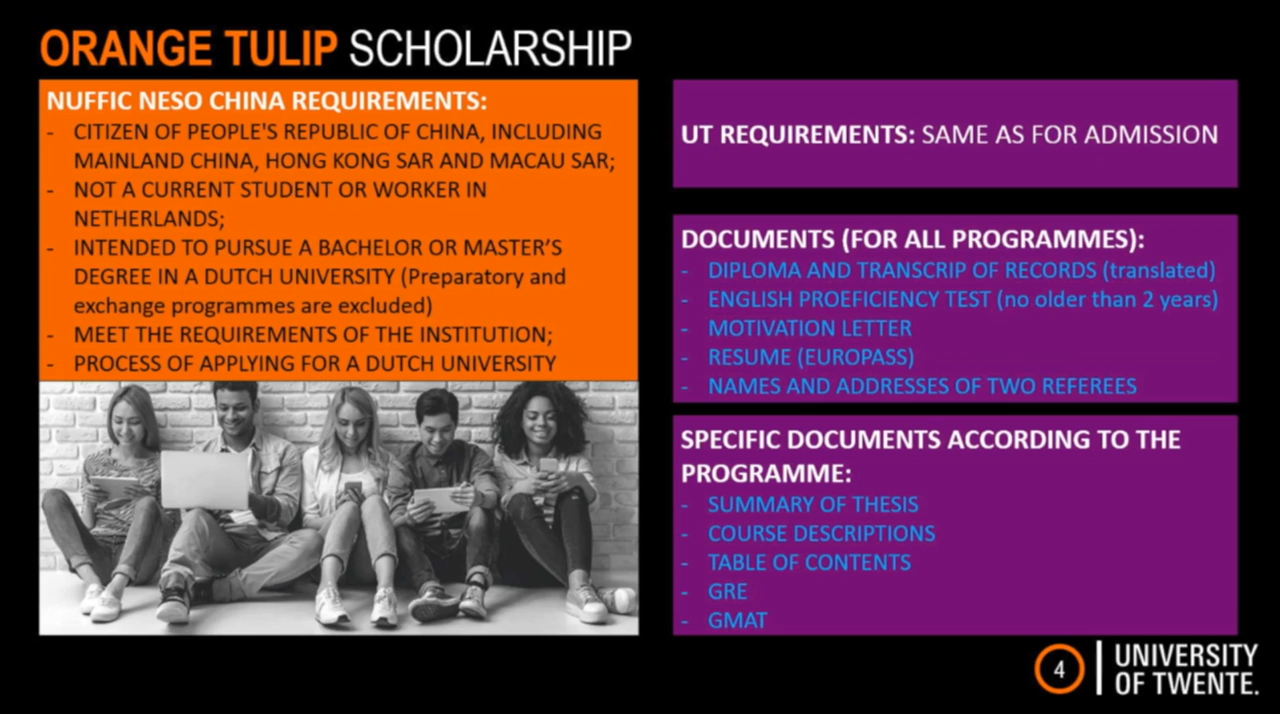 ORANGE TULIP SCHOLARSHIP
NUFFIC NESO CHINA REQUIREMENTS:
- CITIZEN OF PEOPLE'S REPUBLIC OF CHINA, INCLUDING
MAINLAND CHINA, HONG KONG SAR AND MACAU SAR;
- NOT A CURRENT STUDENT OR WORKER IN
NETHERLANDS;
- INTENDED TO PURSUE A BACHELOR OR MASTER'S
DEGREE IN A DUTCH UNIVERSITY (Preparatory and
exchange programmes are excluded)
- MEET THE REQUIREMENTS OF THE INSTITUTION;
- PROCESS OF APPLYING FOR A DUTCH UNIVERSITY
UT REQUIREMENTS: SAME AS FOR ADMISSION
DOCUMENTS (FOR ALL PROGRAMMES):
- DIPLOMA AND TRANSCRIP OF RECORDS (translated)
- ENGLISH PROEFICIENCY TEST (no older than 2 years)
- MOTIVATION LETTER
- RESUME (EUROPASS)
- NAMES AND ADDRESSES OF TWO REFEREES
SPECIFIC DOCUMENTS ACCORDING TO THE
PROGRAMME:
- SUMMARY OF THESIS
- COURSE DESCRIPTIONS
- TABLE OF CONTENTS
- GRE
- GMAT
4
UNIVERSITY
OF TWENTE.